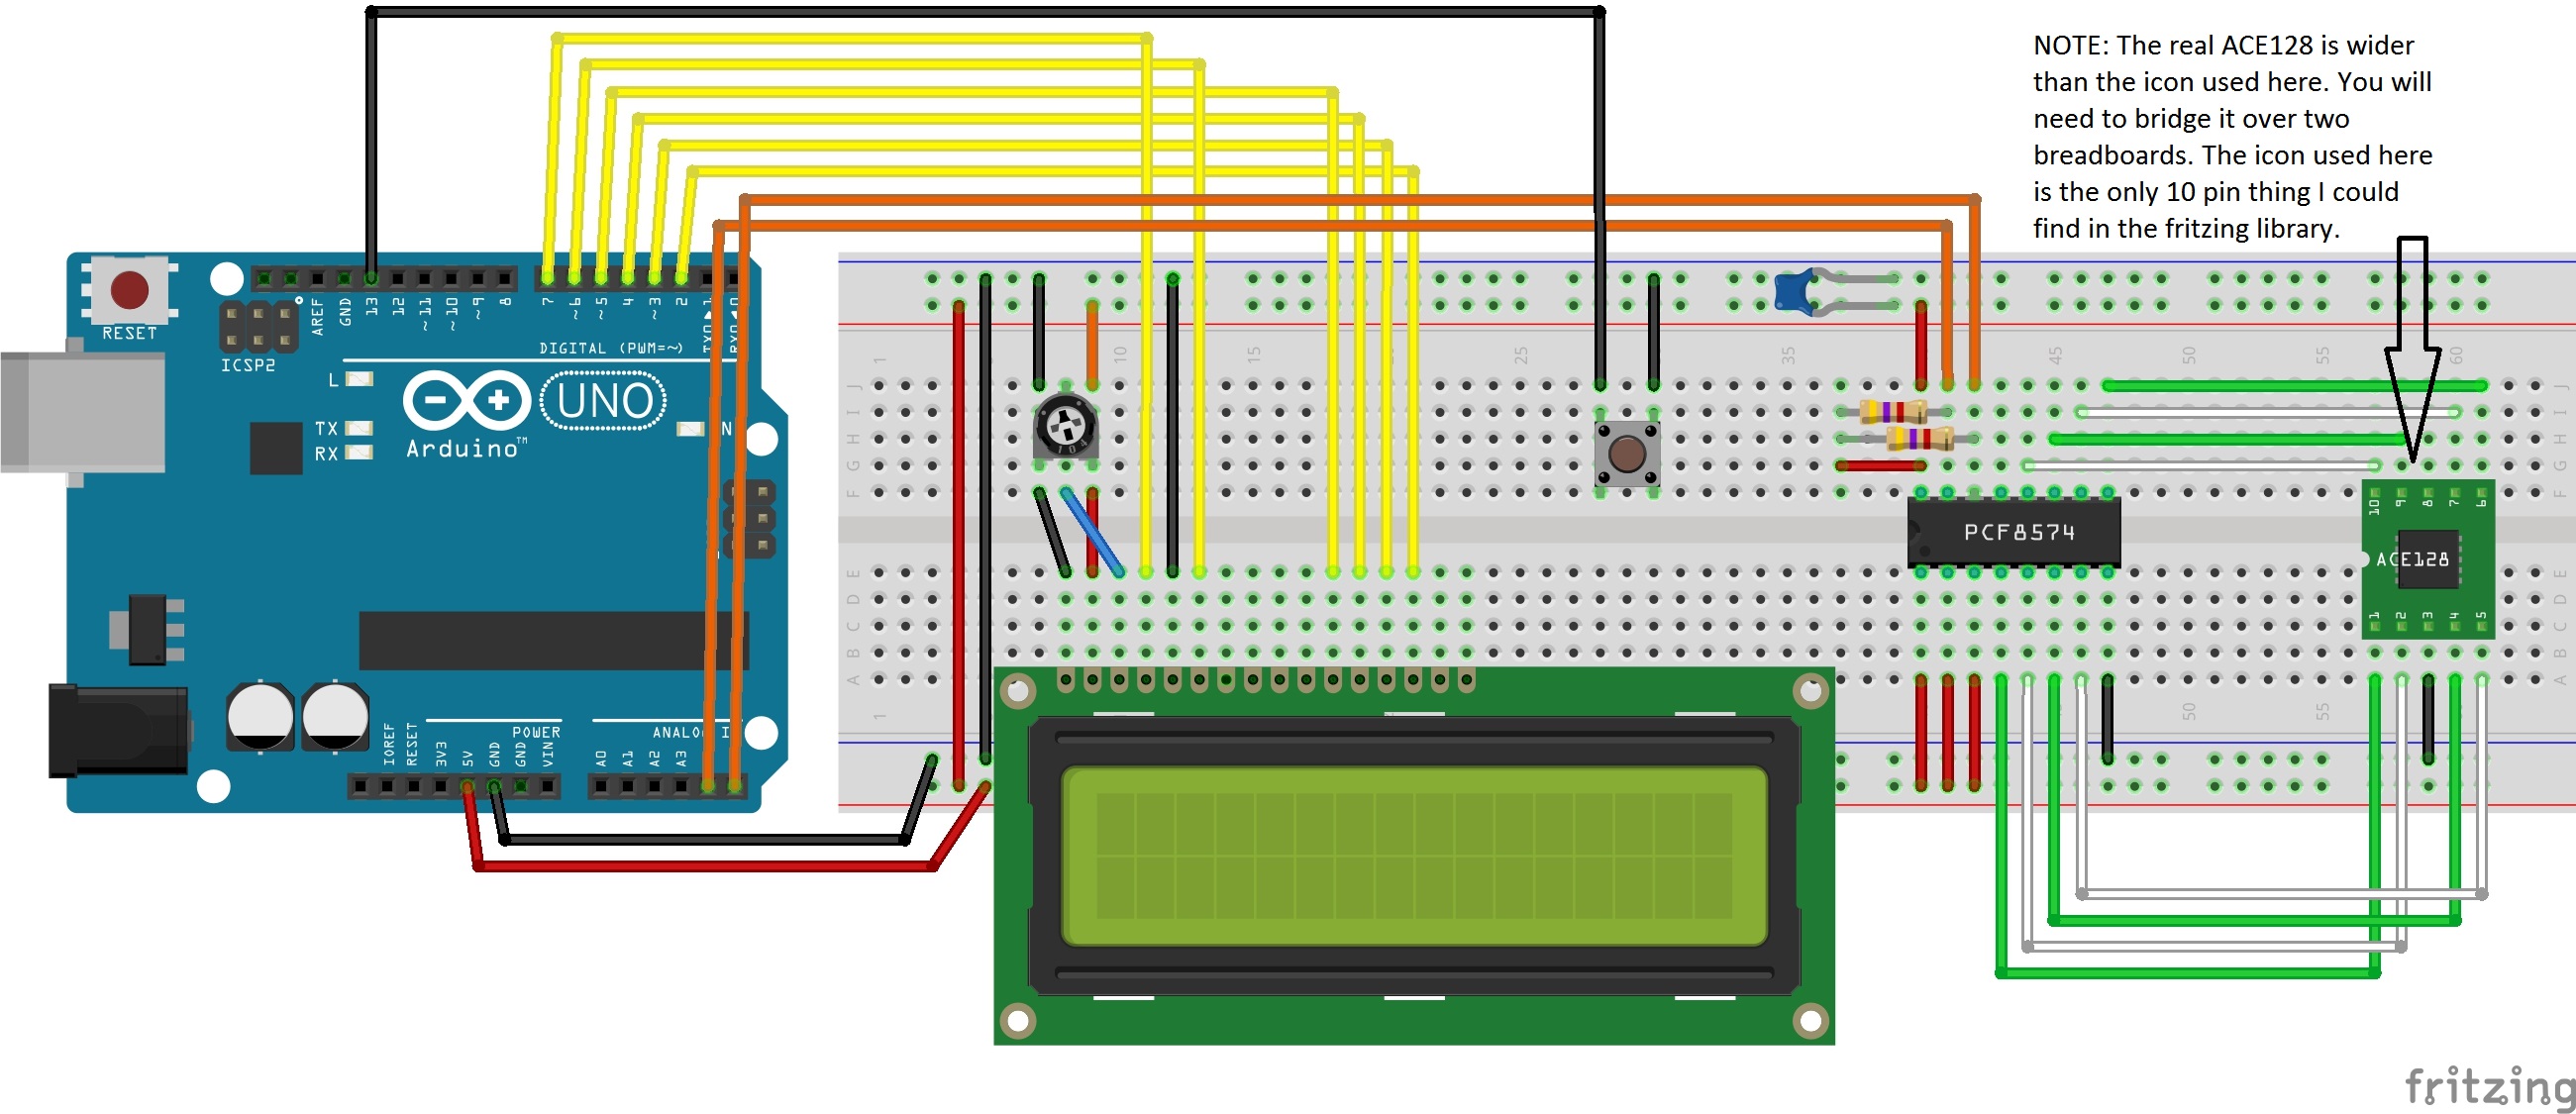 NOTE: The real ACE128 is wider
than the icon used here. You will
need to bridge it over two
breadboards. The icon used here
is the only 10 pin thing I could
find in the fritzing library.
RESET
ICSP2
AREF
GND
13
12
~11
~10
~9
8
7
~6
~5
4
~3
2
DIGITAL (PWM=~)
L
TX
RX
UNO
Arduino™
N
POWER
IOREF
RESET
3V3
5V
GND
GND
VIN
A0
A1
A2
A3
1
10
15
25
35
45
50
55
60
J
I
H
G
F
E
D
C
B
A
J
I
H
G
F
E
D
C
B
A
104
PCF8574
10 9 8 7 6
ACE128
1 2 3 4 5
1
50
55
fritzing